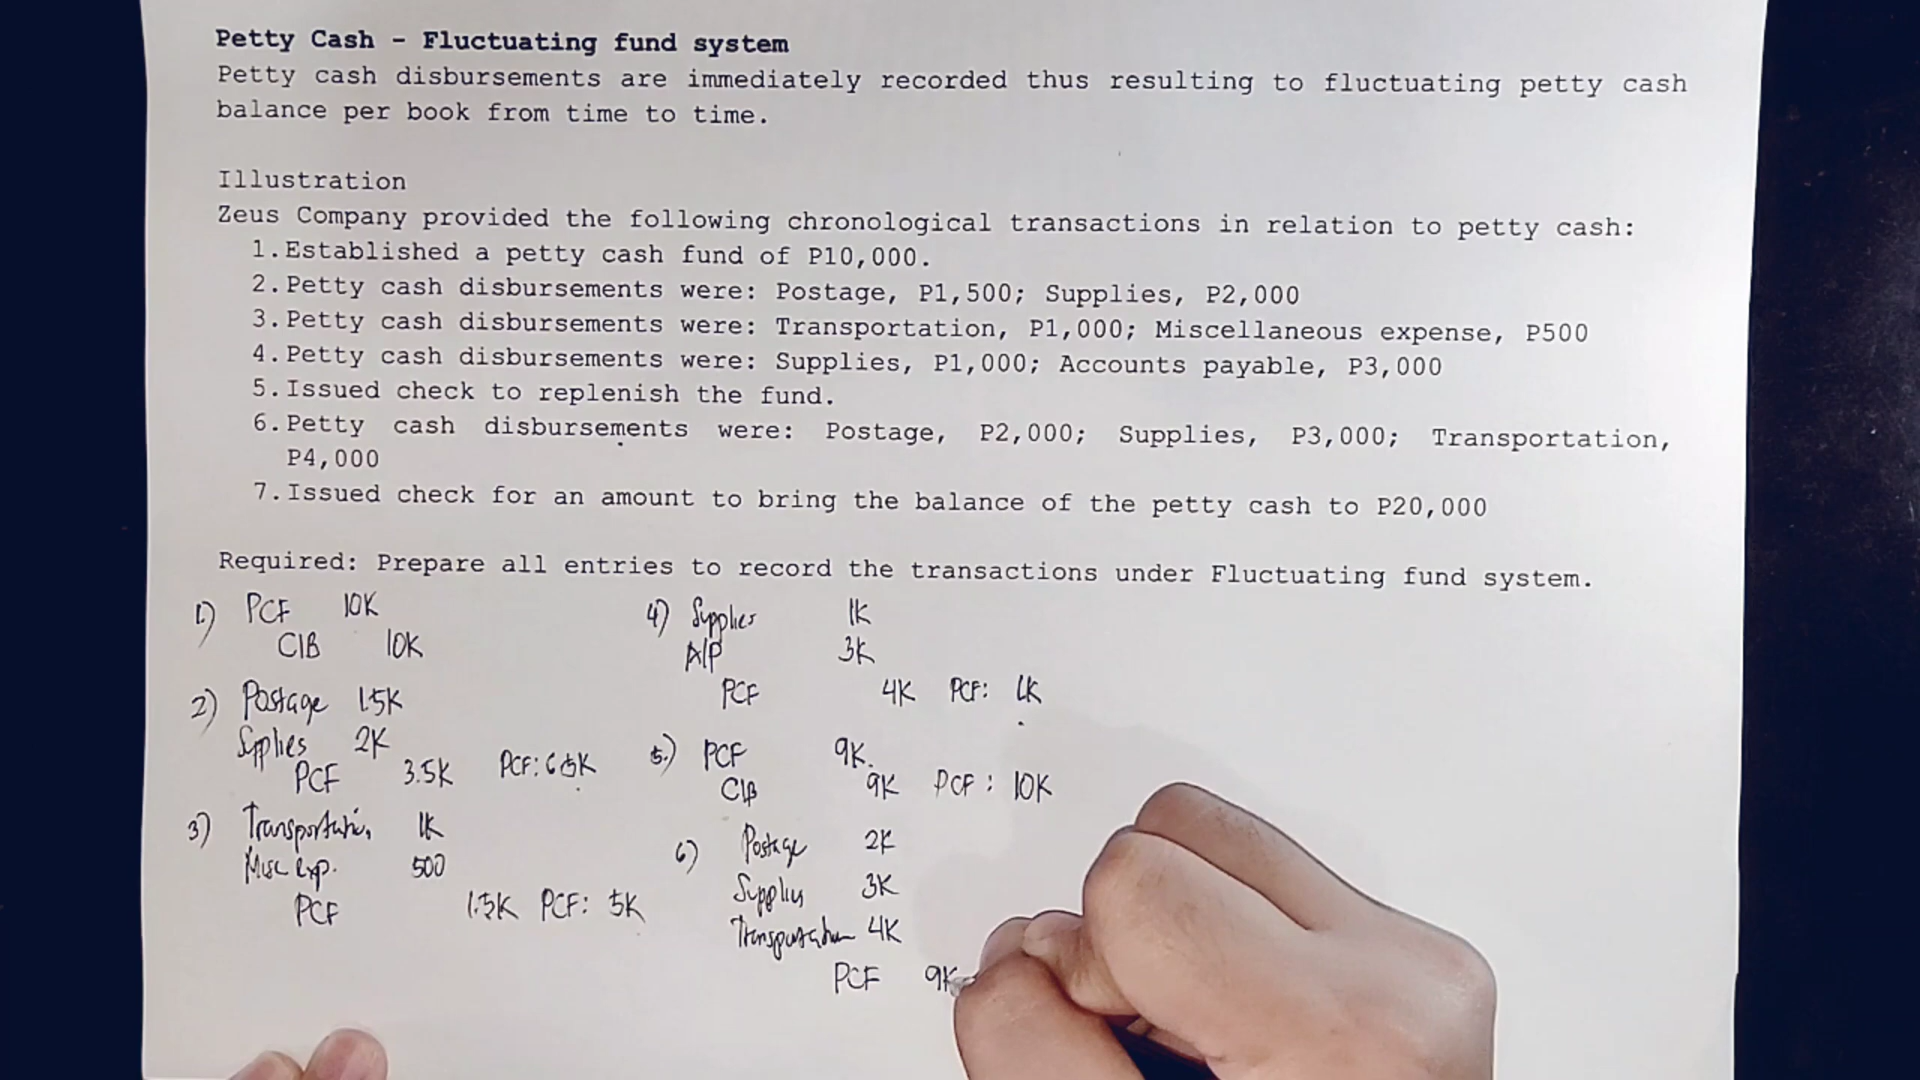 Petty Cash - Fluctuating fund system
Petty cash disbursements are immediately recorded thus resulting to fluctuating petty cash
balance per book from time to time.
Illustration
Zeus Company provided the following chronological transactions in relation to petty cash:
1. Established a petty cash fund of P10,000.
2. Petty cash disbursements were: Postage, P1,500; Supplies, P2,000
3. Petty cash disbursements were: Transportation, P1,000; Miscellaneous expense, P500
4. Petty cash disbursements were: Supplies, P1,000; Accounts payable, P3,000
5. Issued check to replenish the fund.
6. Petty cash disbursements were: Postage, P2,000; Supplies, P3,000; Transportation,
P4,000
7. Issued check for an amount to bring the balance of the petty cash to P20,000
Required: Prepare all entries to record the transactions under Fluctuating fund system.
1) PCF 10K
CIB 10K
2) Postage 1.5K
Supplies 2K
PCF 3.5K PCF: 6.5K
3) Transportation 1K
Misc exp. 500
PCF 1.5K PCF: 5K
4) Supplies 1K
A/P 3K
PCF 4K PCF: 1K
5.) PCF 9K.
CIB 9K PCF: 10K
6) Postage 2K
Supplies 3K
Transportation 4K
PCF 9K